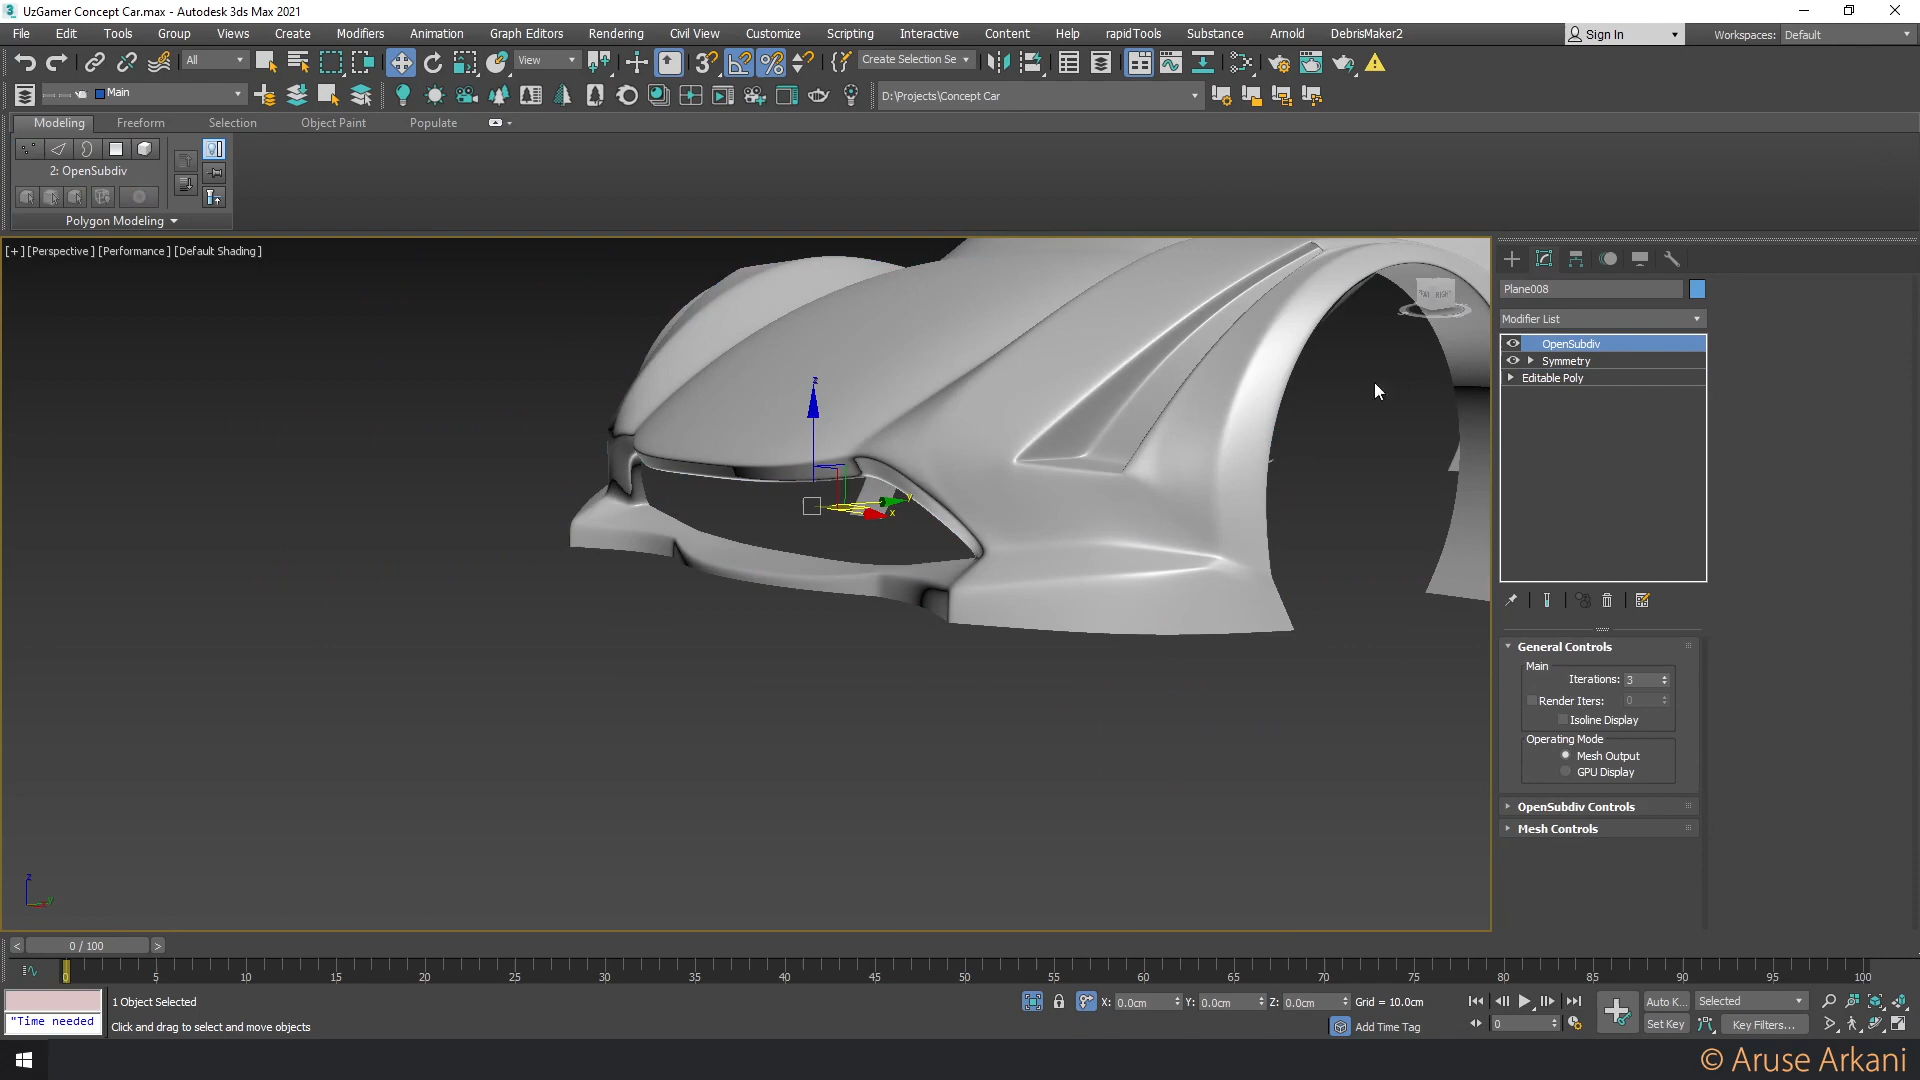 UzGamer Concept Car.max - Autodesk 3ds Max 2021
File Edit Tools Group Views Create Modifiers Animation Graph Editors Rendering Civil View Customize Scripting Interactive Content Help rapidTools Substance Arnold DebrisMaker2
Sign In
Workspaces: Default
All View Create Selection Se
Main D:\Projects\Concept Car
Modeling Freeform Selection Object Paint Populate
2: OpenSubdiv
Polygon Modeling
[+] [Perspective] [Performance] [Default Shading]
RIGHT
Plane008
Modifier List
OpenSubdiv
Symmetry
Editable Poly
z
y
x
General Controls
Main
Iterations: 3
Render Iters: 0
Isoline Display
Operating Mode
Mesh Output
GPU Display
OpenSubdiv Controls
Mesh Controls
z
y
< 0 / 100 >
0 5 10 15 20 25 30 35 40 45 50 55 60 65 70 75 80 85 90 95 100
1 Object Selected
X: 0.0cm Y: 0.0cm Z: 0.0cm Grid = 10.0cm
Auto K... Selected
"Time needed
Click and drag to select and move objects
Add Time Tag
0
Set Key Key Filters...
© Aruse Arkani